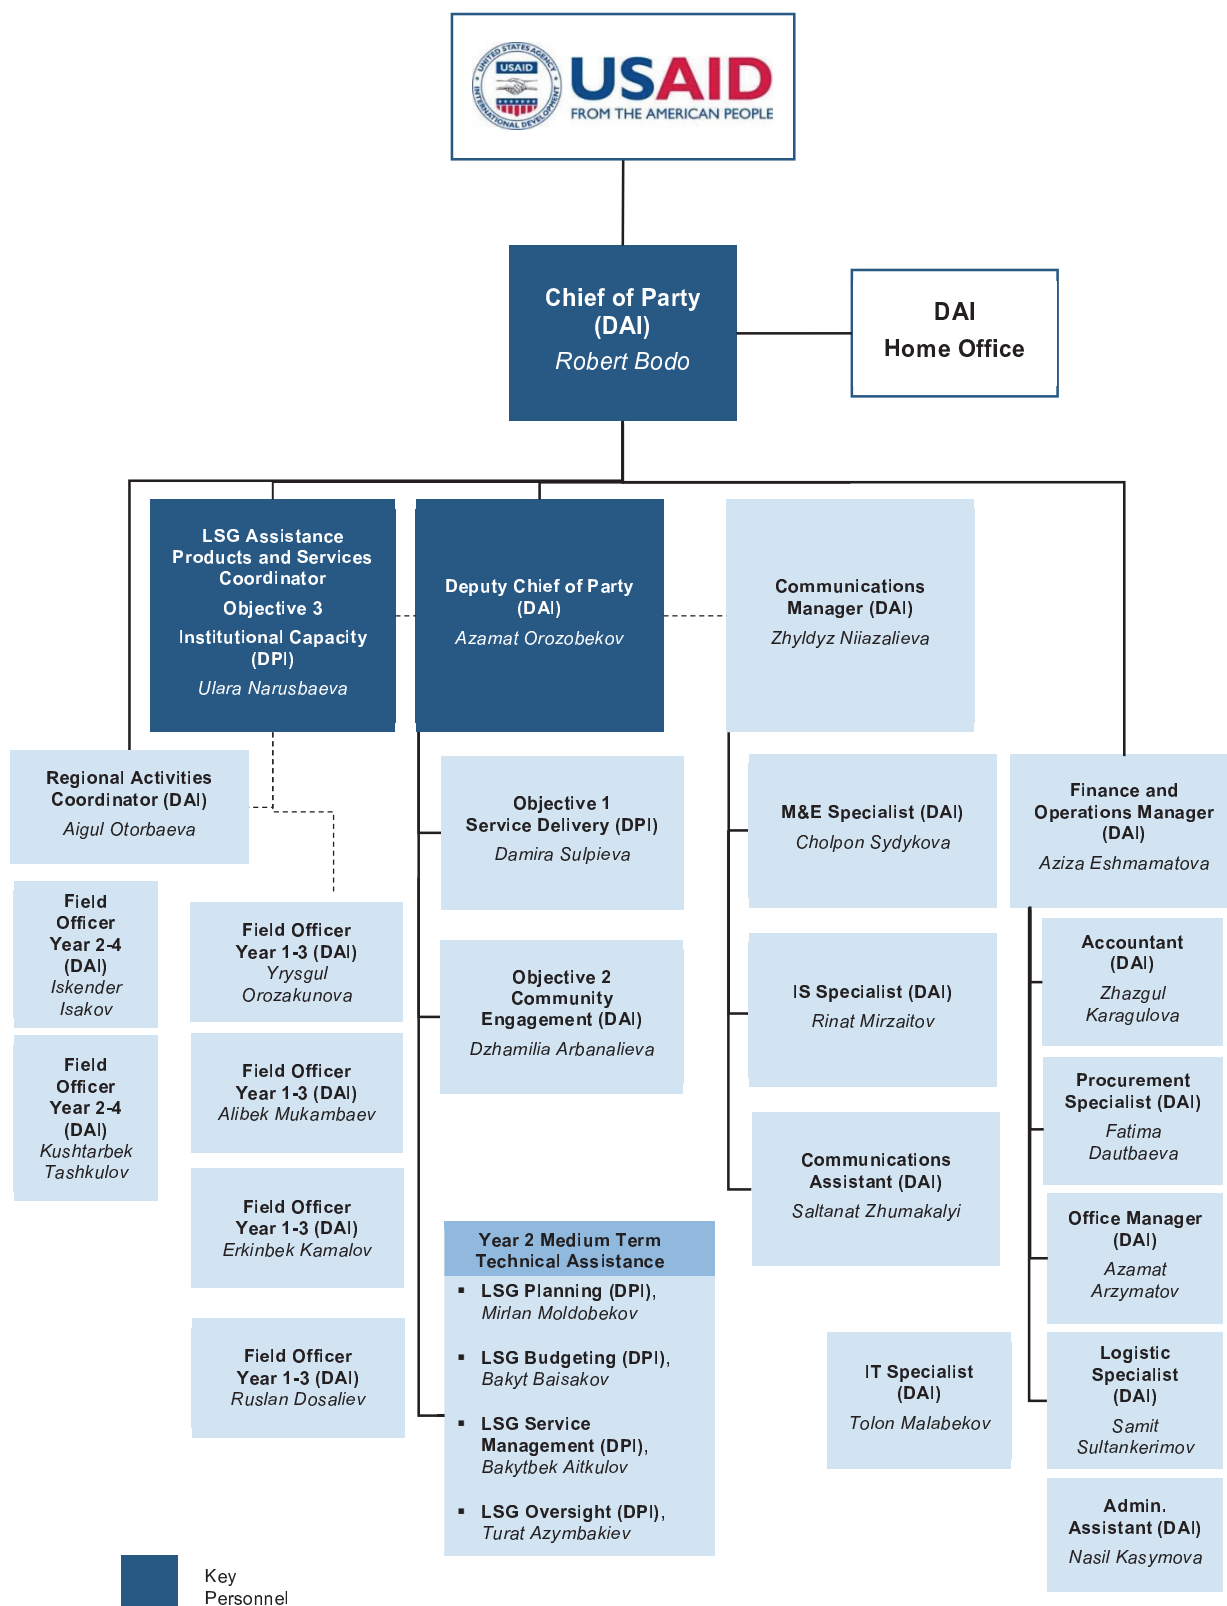 UNITED STATES AGENCY
USAID
INTERNATIONAL DEVELOPMENT
USAID
FROM THE AMERICAN PEOPLE
Chief of Party
(DAI)
Robert Bodo
DAI
Home Office
LSG Assistance
Products and Services
Coordinator
Objective 3
Institutional Capacity
(DPI)
Ulara Narusbaeva
Deputy Chief of Party
(DAI)
Azamat Orozobekov
Communications
Manager (DAI)
Zhyldyz Niiazalieva
Regional Activities
Coordinator (DAI)
Aigul Otorbaeva
Field
Officer
Year 2-4
(DAI)
Iskender
Isakov
Field
Officer
Year 2-4
(DAI)
Kushtarbek
Tashkulov
Field Officer
Year 1-3 (DAI)
Yrysgul
Orozakunova
Field Officer
Year 1-3 (DAI)
Alibek Mukambaev
Field Officer
Year 1-3 (DAI)
Erkinbek Kamalov
Field Officer
Year 1-3 (DAI)
Ruslan Dosaliev
Objective 1
Service Delivery (DPI)
Damira Sulpieva
Objective 2
Community
Engagement (DAI)
Dzhamilia Arbanalieva
Year 2 Medium Term
Technical Assistance
▪ LSG Planning (DPI),
Mirlan Moldobekov
▪ LSG Budgeting (DPI),
Bakyt Baisakov
▪ LSG Service
Management (DPI),
Bakytbek Aitkulov
▪ LSG Oversight (DPI),
Turat Azymbakiev
M&E Specialist (DAI)
Cholpon Sydykova
IS Specialist (DAI)
Rinat Mirzaitov
Communications
Assistant (DAI)
Saltanat Zhumakalyi
IT Specialist
(DAI)
Tolon Malabekov
Finance and
Operations Manager
(DAI)
Aziza Eshmamatova
Accountant
(DAI)
Zhazgul
Karagulova
Procurement
Specialist (DAI)
Fatima
Dautbaeva
Office Manager
(DAI)
Azamat
Arzymatov
Logistic
Specialist
(DAI)
Samit
Sultankerimov
Admin.
Assistant (DAI)
Nasil Kasymova
Key
Personnel